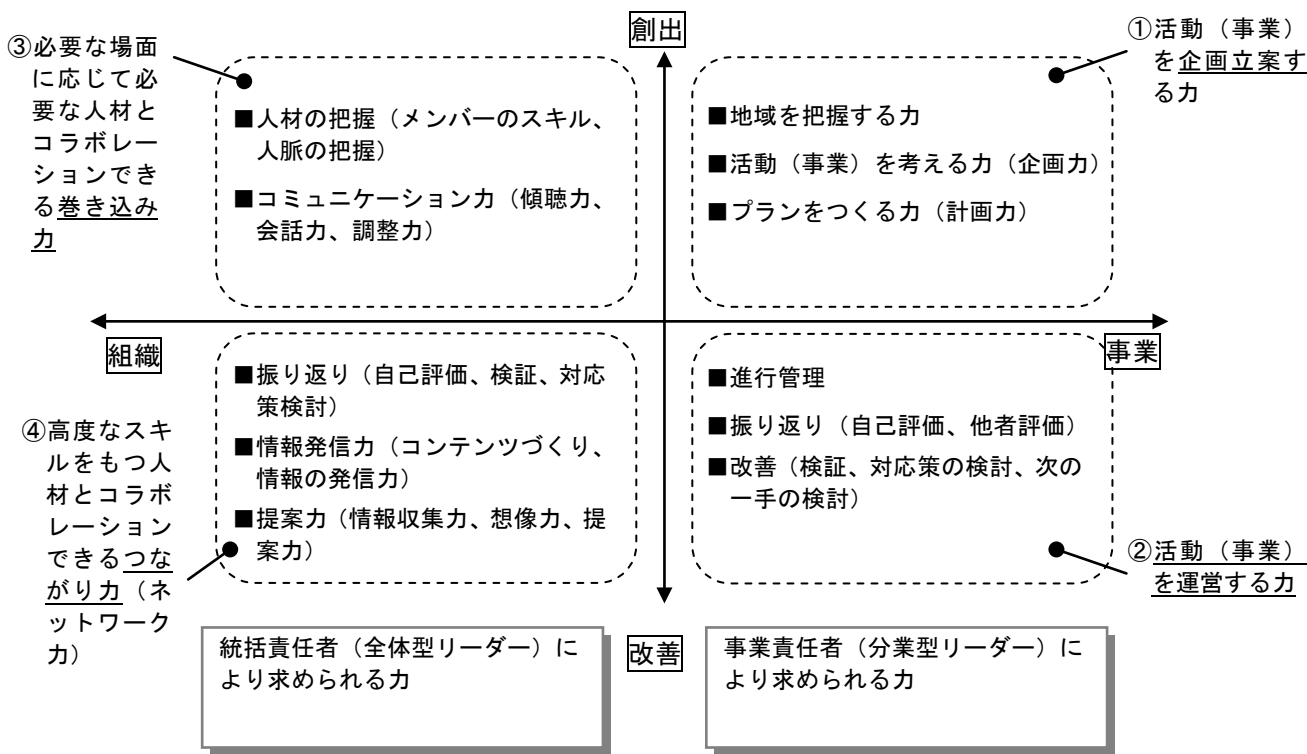 創出
③必要な場面
に応じて必
要な人材と
コラボレー
ションでき
る巻き込み
力
■人材の把握（メンバーのスキル、
人脈の把握）
■コミュニケーション力（傾聴力、
会話力、調整力）
①活動（事業）
を企画立案す
る力
■地域を把握する力
■活動（事業）を考える力（企画力）
■プランをつくる力（計画力）
組織
事業
④高度なスキ
ルをもつ人
材とコラボ
レーション
できるつな
がり力（ネ
ットワーク
力）
■振り返り（自己評価、検証、対応
策検討）
■情報発信力（コンテンツづくり、
情報の発信力）
■提案力（情報収集力、想像力、提
案力）
■進行管理
■振り返り（自己評価、他者評価）
■改善（検証、対応策の検討、次の
一手の検討）
②活動（事業）
を運営する力
統括責任者（全体型リーダー）に
より求められる力
改善
事業責任者（分業型リーダー）に
より求められる力